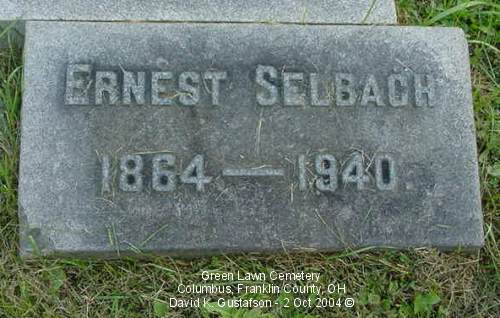 ERNEST SELBACH
1864 — 1940.
Green Lawn Cemetery
Columbus, Franklin County, OH
David K. Gustafson - 2 Oct 2004 ©